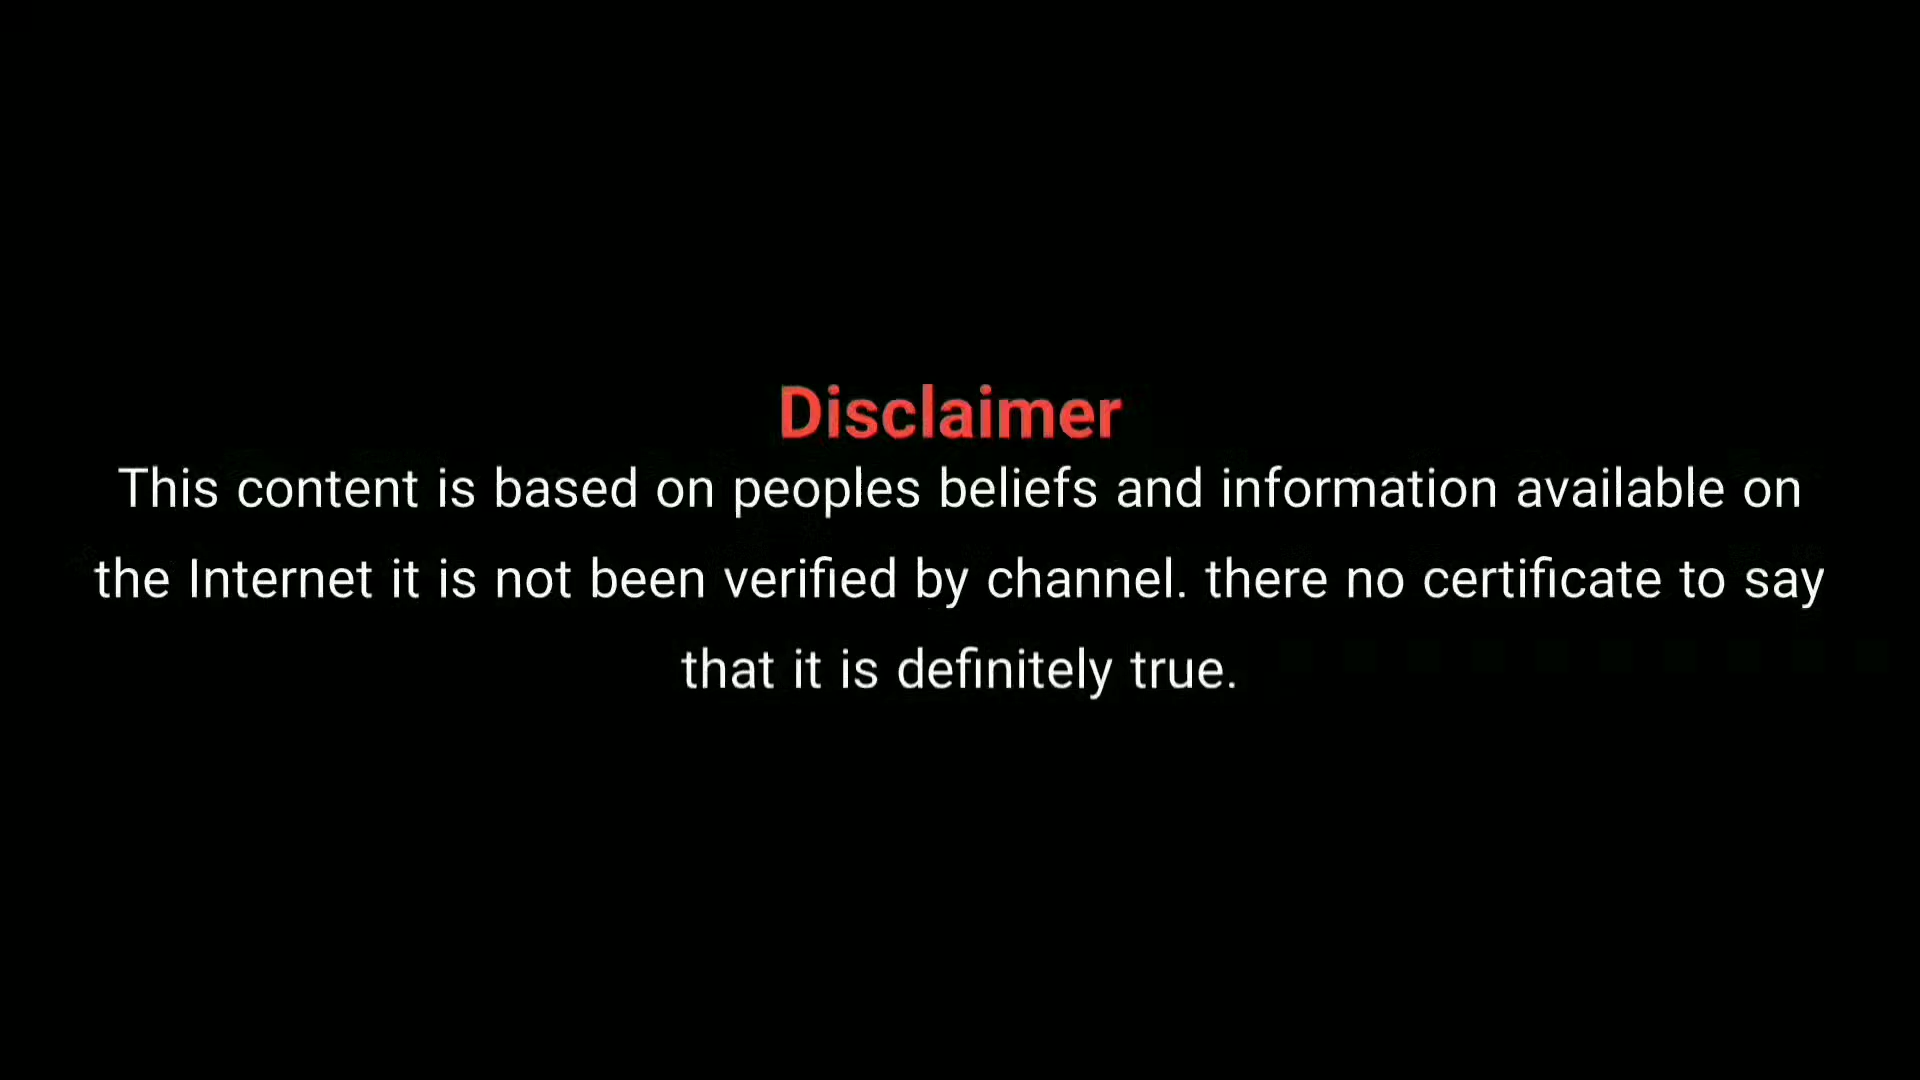 Disclaimer
This content is based on peoples beliefs and information available on
the Internet it is not been verified by channel. there no certificate to say
that it is definitely true.